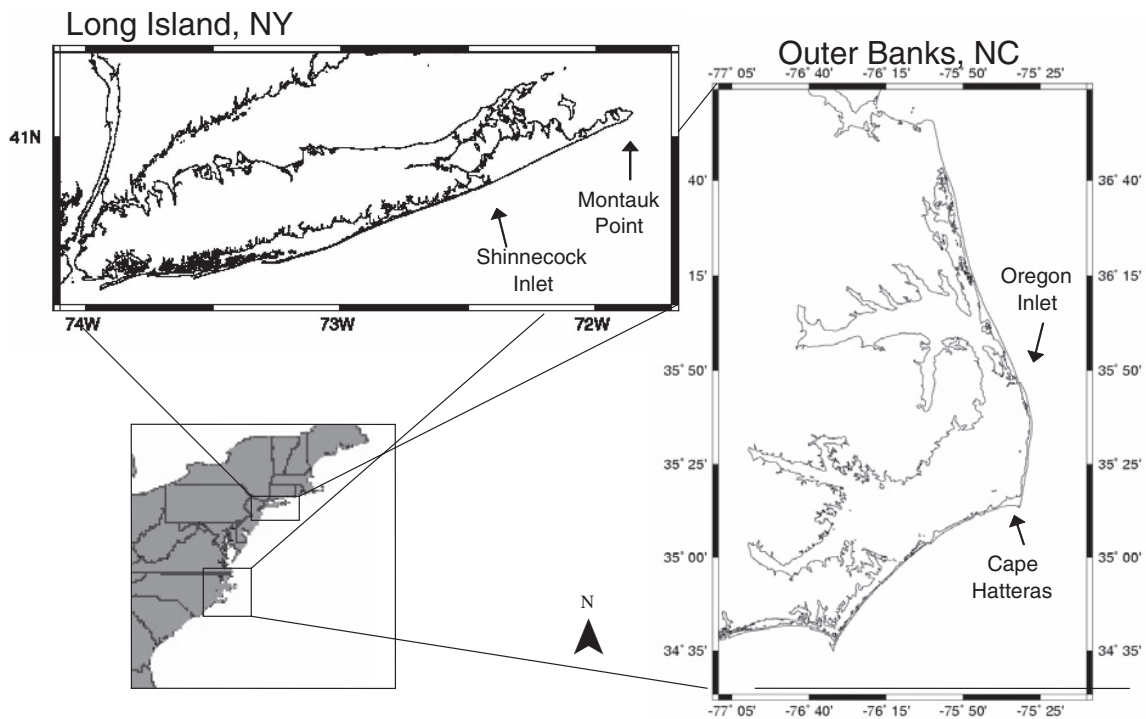 Long Island, NY
41N
Montauk
Point
Shinnecock
Inlet
74W
73W
72W
Outer Banks, NC
-77° 05' -76° 40' -76° 15' -75° 50' -75° 25'
40'
36° 40'
15'
36° 15'
Oregon
Inlet
35° 50'
35° 50'
35° 25'
35° 25'
35° 00'
35° 00'
Cape
Hatteras
34° 35'
34° 35'
-77° 05' -76° 40' -76° 15' -75° 50' -75° 25'
N